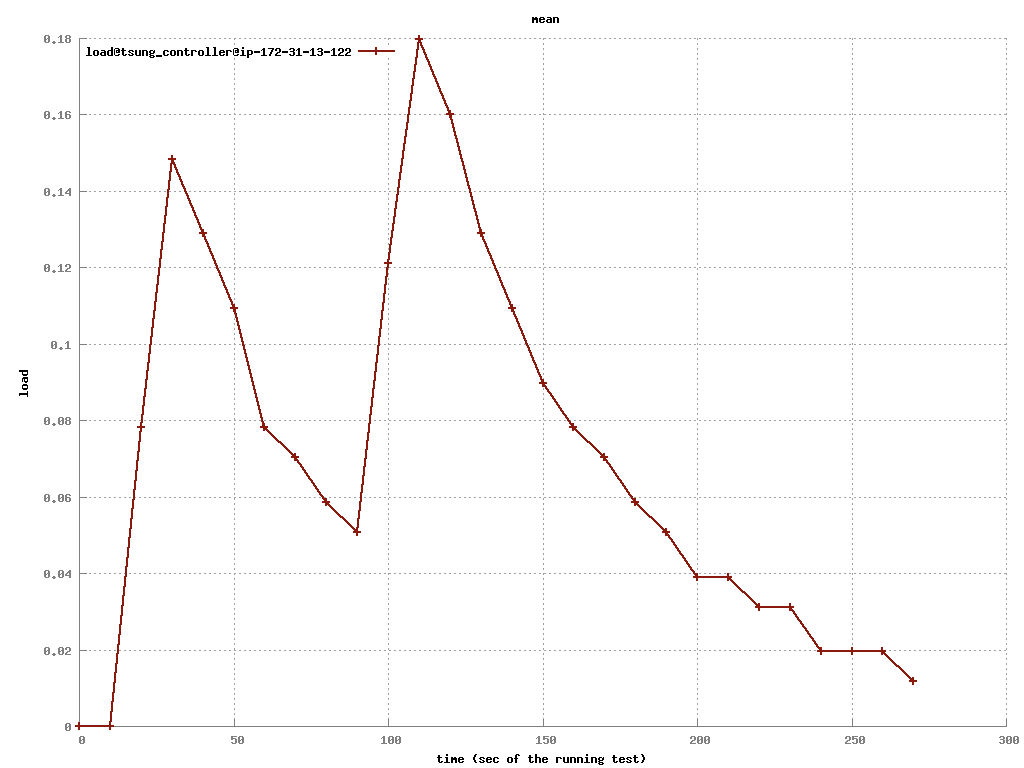 mean
load@tsung_controller@ip-172-31-13-122
0.18
0.16
0.14
0.12
0.1
0.08
0.06
0.04
0.02
0
load
0 50 100 150 200 250 300
time (sec of the running test)